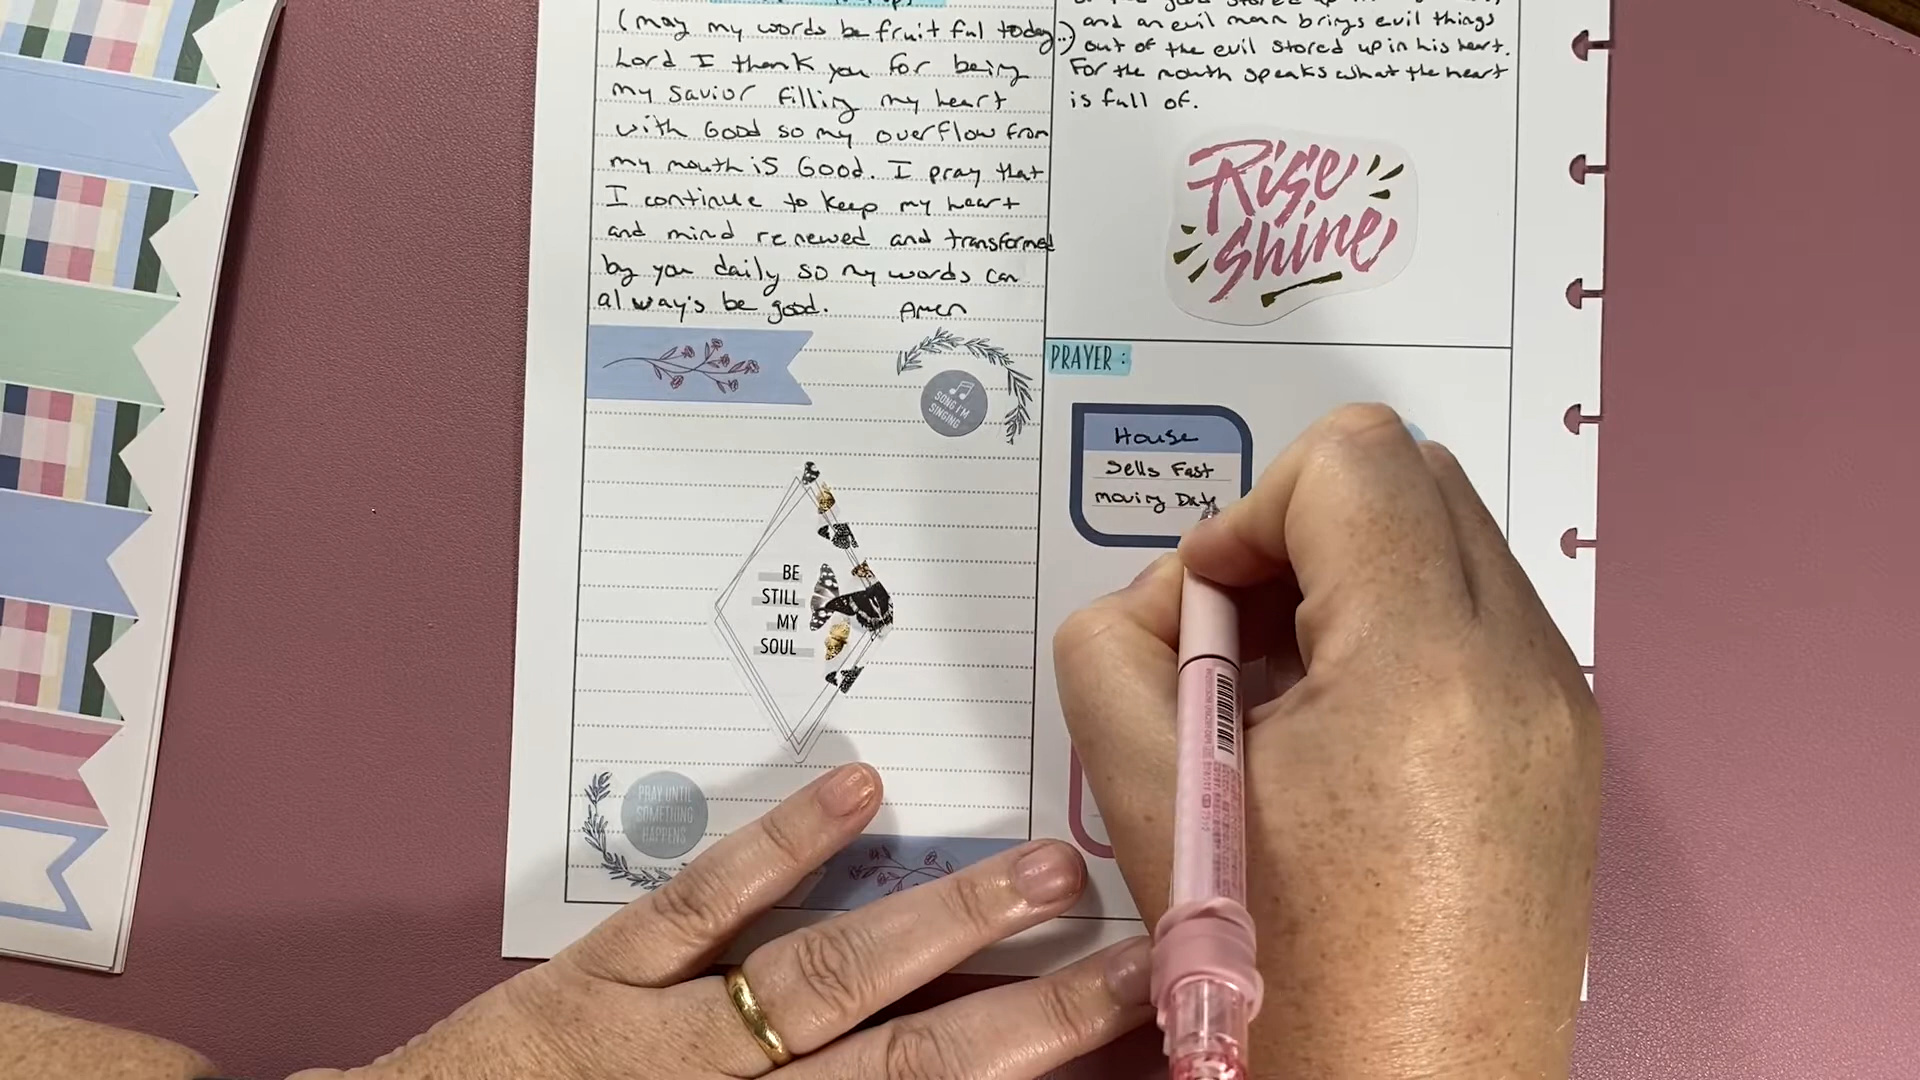 (may my words be fruitful today..)
Lord I thank you for being
my savior filling my heart
with Good so my overflow from
my mouth is Good. I pray that
I continue to keep my heart
and mind renewed and transformed
by you daily so my words can
always be good. Amen
SONG I'M
SINGING
BE
STILL
MY
SOUL
PRAY UNTIL
SOMETHING
HAPPENS
and an evil man brings evil things
out of the evil stored up in his heart.
For the mouth speaks what the heart
is full of.
Rise
shine
PRAYER:
House
Sells Fast
Moving Dat